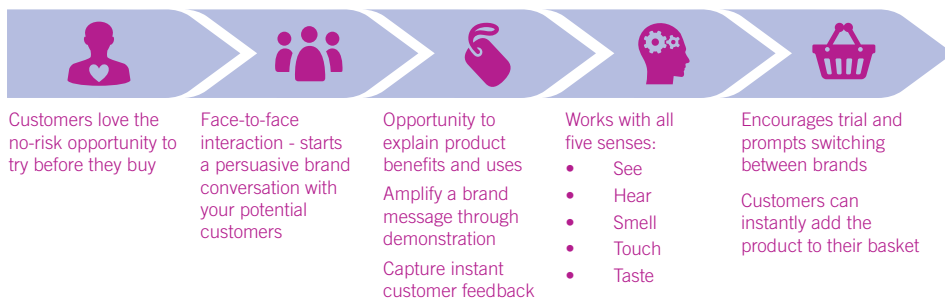 Customers love the
no-risk opportunity to
try before they buy
Face-to-face
interaction - starts
a persuasive brand
conversation with
your potential
customers
Opportunity to
explain product
benefits and uses
Amplify a brand
message through
demonstration
Capture instant
customer feedback
Works with all
five senses:
• See
• Hear
• Smell
• Touch
• Taste
Encourages trial and
prompts switching
between brands
Customers can
instantly add the
product to their basket